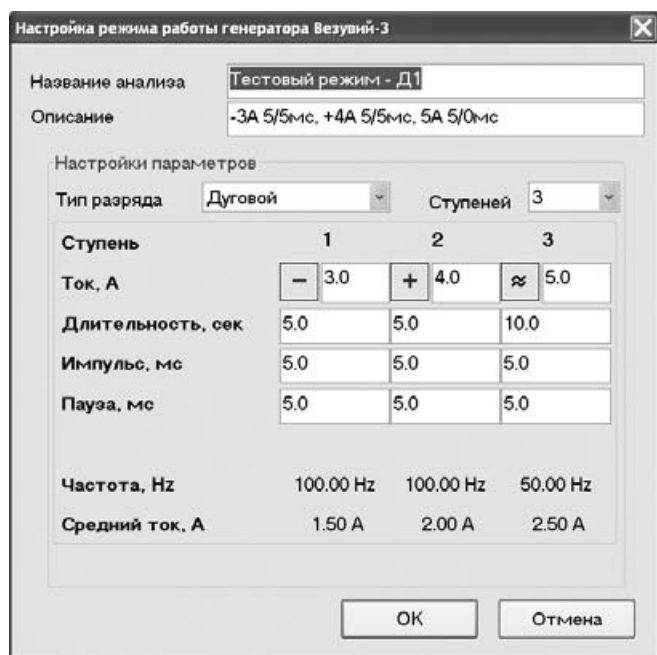 Настройка режима работы генератора Везувий-3
Название анализа Тестовый режим - Д1
Описание -3А 5/5мс, +4А 5/5мс, 5А 5/0мс
Настройки параметров
Тип разряда Дуговой Ступеней 3
Ступень 1 2 3
Ток, А − 3.0 + 4.0 ≈ 5.0
Длительность, сек 5.0 5.0 10.0
Импульс, мс 5.0 5.0 5.0
Пауза, мс 5.0 5.0 5.0
Частота, Hz 100.00 Hz 100.00 Hz 50.00 Hz
Средний ток, А 1.50 А 2.00 А 2.50 А
OK Отмена